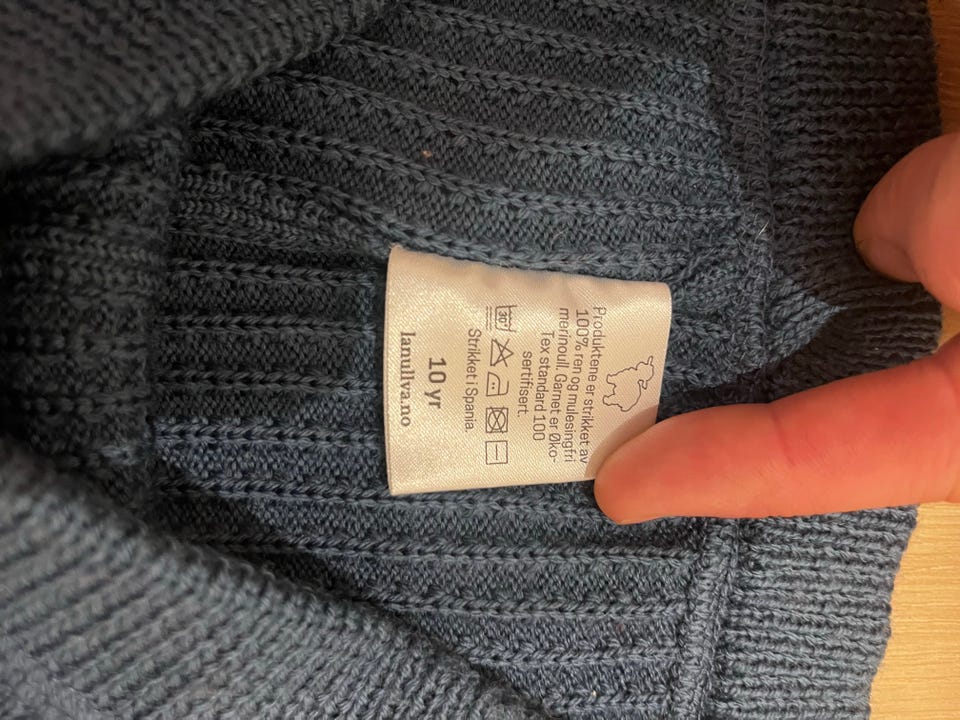 Produktene er strikket av
100% ren og mulesingfri
merinoull. Garnet er Øko-
Tex standard 100
sertifisert.
30°
Strikket i Spania.
10 yr
lanullva.no